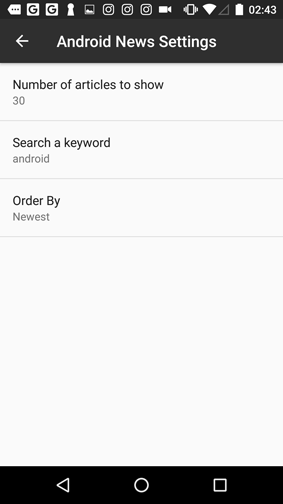 02:43
Android News Settings
Number of articles to show
30
Search a keyword
android
Order By
Newest